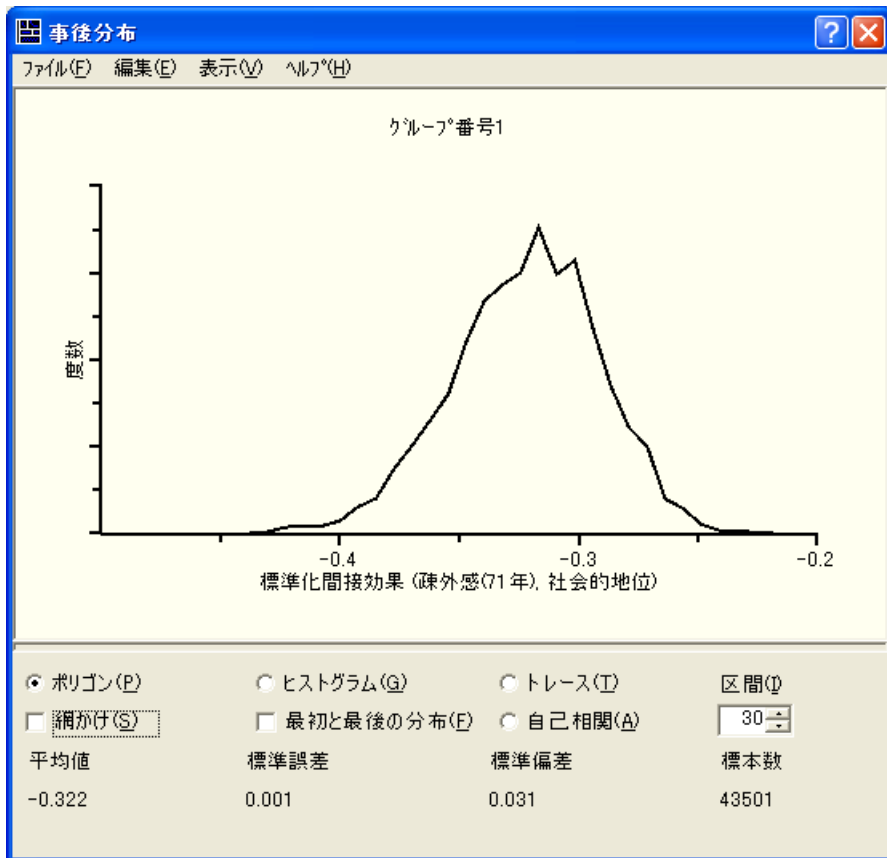 事後分布
ファイル(F) 編集(E) 表示(V) ヘルプ(H)
グループ番号1
度数
-0.4 -0.3 -0.2
標準化間接効果 (疎外感(71年), 社会的地位)
ポリゴン(P) ヒストグラム(G) トレース(T) 区間(I)
網かけ(S) 最初と最後の分布(F) 自己相関(A) 30
平均値 標準誤差 標準偏差 標本数
-0.322 0.001 0.031 43501